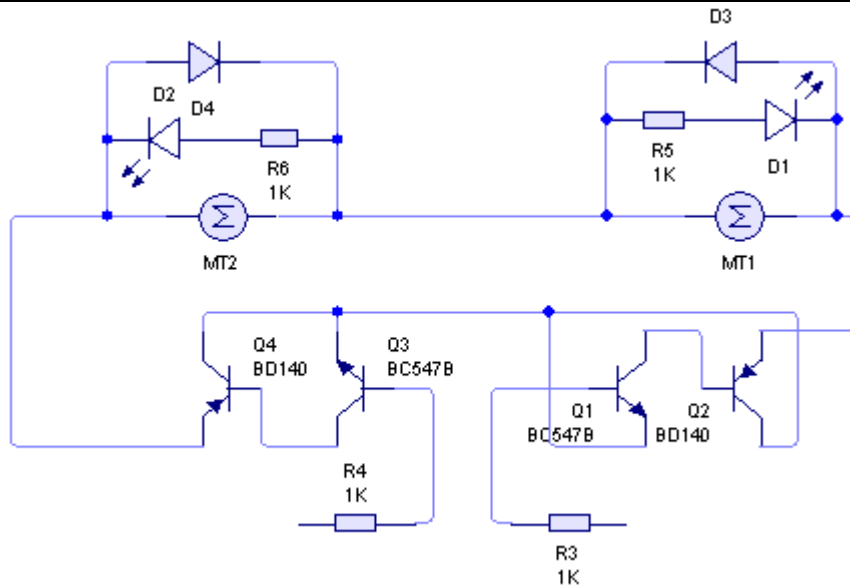 D3
D2
D4
R6
1K
R5
1K
D1
Σ
MT2
Σ
MT1
Q4
BD140
Q3
BC547B
Q1
BC547B
Q2
BD140
R4
1K
R3
1K